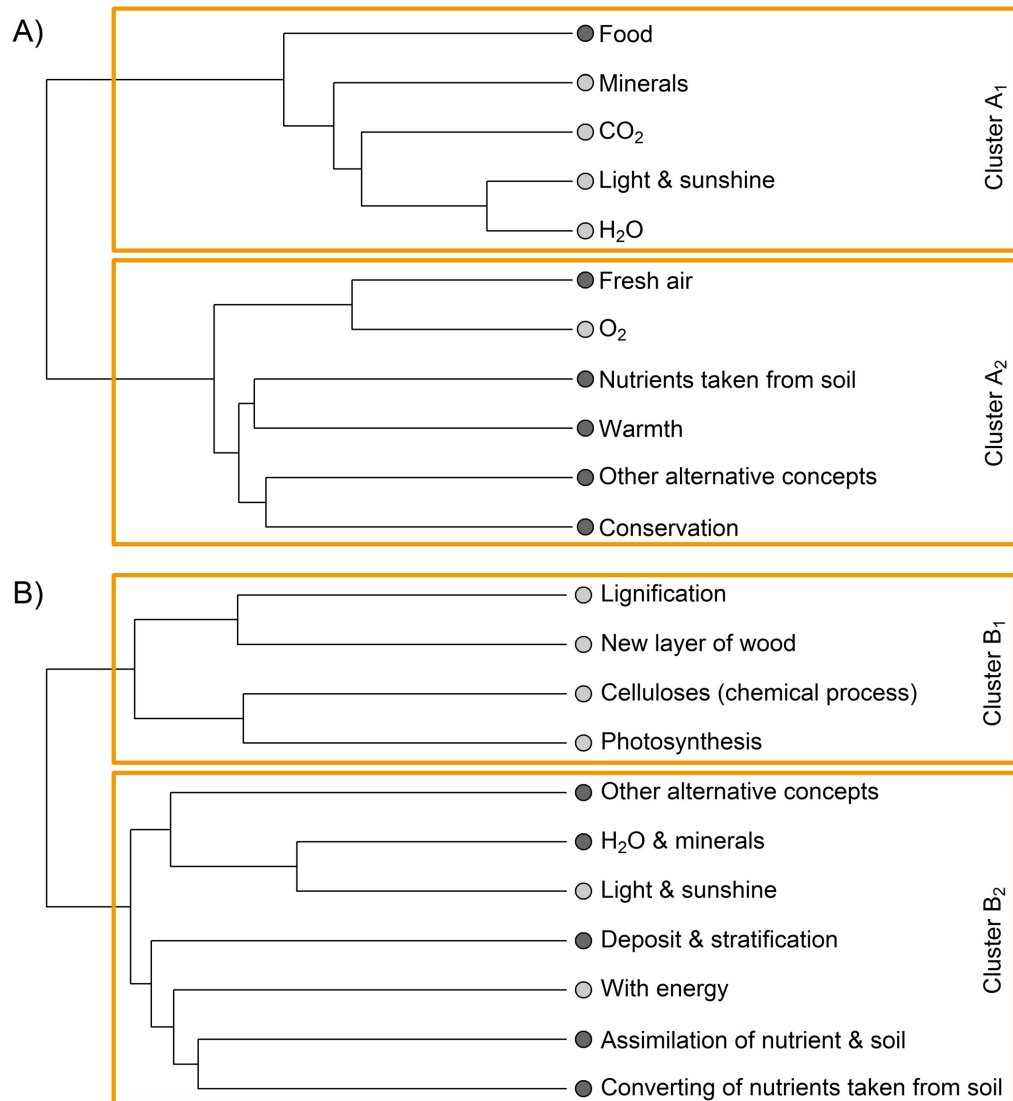 A)
Food
Minerals
CO₂
Light & sunshine
H₂O
Cluster A₁
Fresh air
O₂
Nutrients taken from soil
Warmth
Other alternative concepts
Conservation
Cluster A₂
B)
Lignification
New layer of wood
Celluloses (chemical process)
Photosynthesis
Cluster B₁
Other alternative concepts
H₂O & minerals
Light & sunshine
Deposit & stratification
With energy
Assimilation of nutrient & soil
Converting of nutrients taken from soil
Cluster B₂